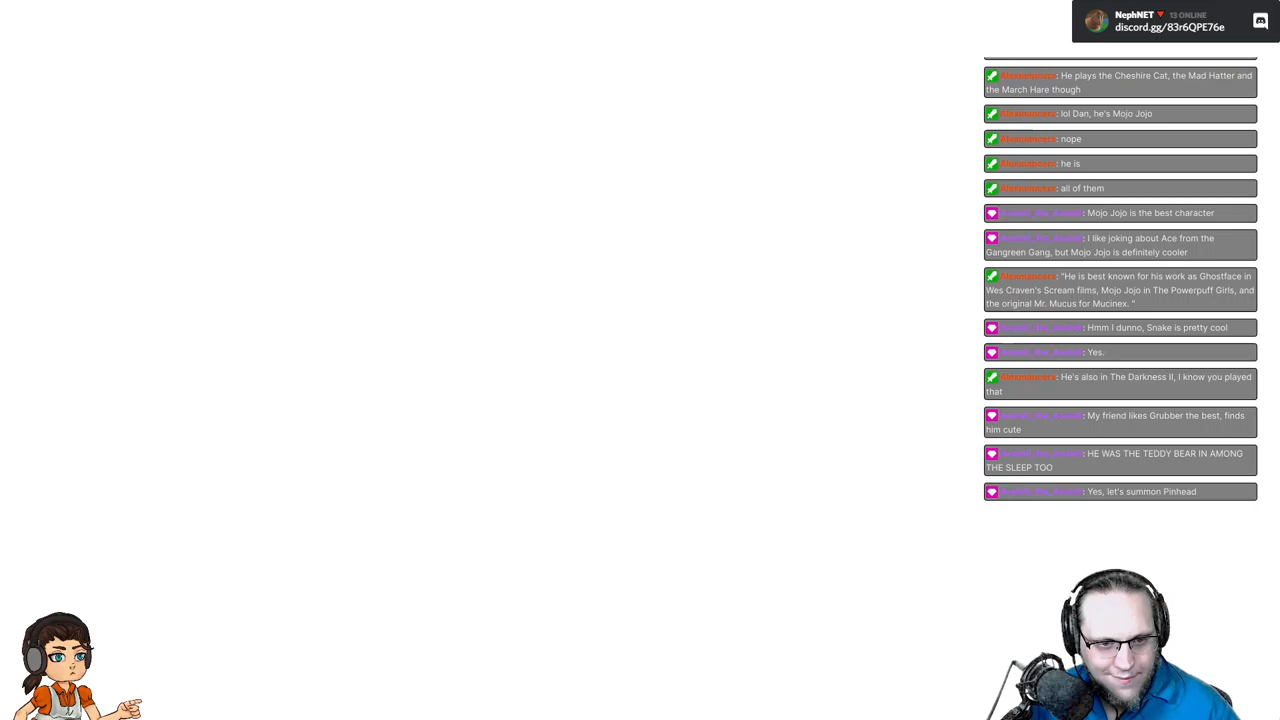 NephNET 13 ONLINE
discord.gg/83r6QPE76e
: He plays the Cheshire Cat, the Mad Hatter and
the March Hare though
: lol Dan, he's Mojo Jojo
: nope
: he is
: all of them
: Mojo Jojo is the best character
: I like joking about Ace from the
Gangreen Gang, but Mojo Jojo is definitely cooler
: "He is best known for his work as Ghostface in
Wes Craven's Scream films, Mojo Jojo in The Powerpuff Girls, and
the original Mr. Mucus for Mucinex. "
: Hmm I dunno, Snake is pretty cool
: Yes.
: He's also in The Darkness II, I know you played
that
: My friend likes Grubber the best, finds
him cute
: HE WAS THE TEDDY BEAR IN AMONG
THE SLEEP TOO
: Yes, let's summon Pinhead